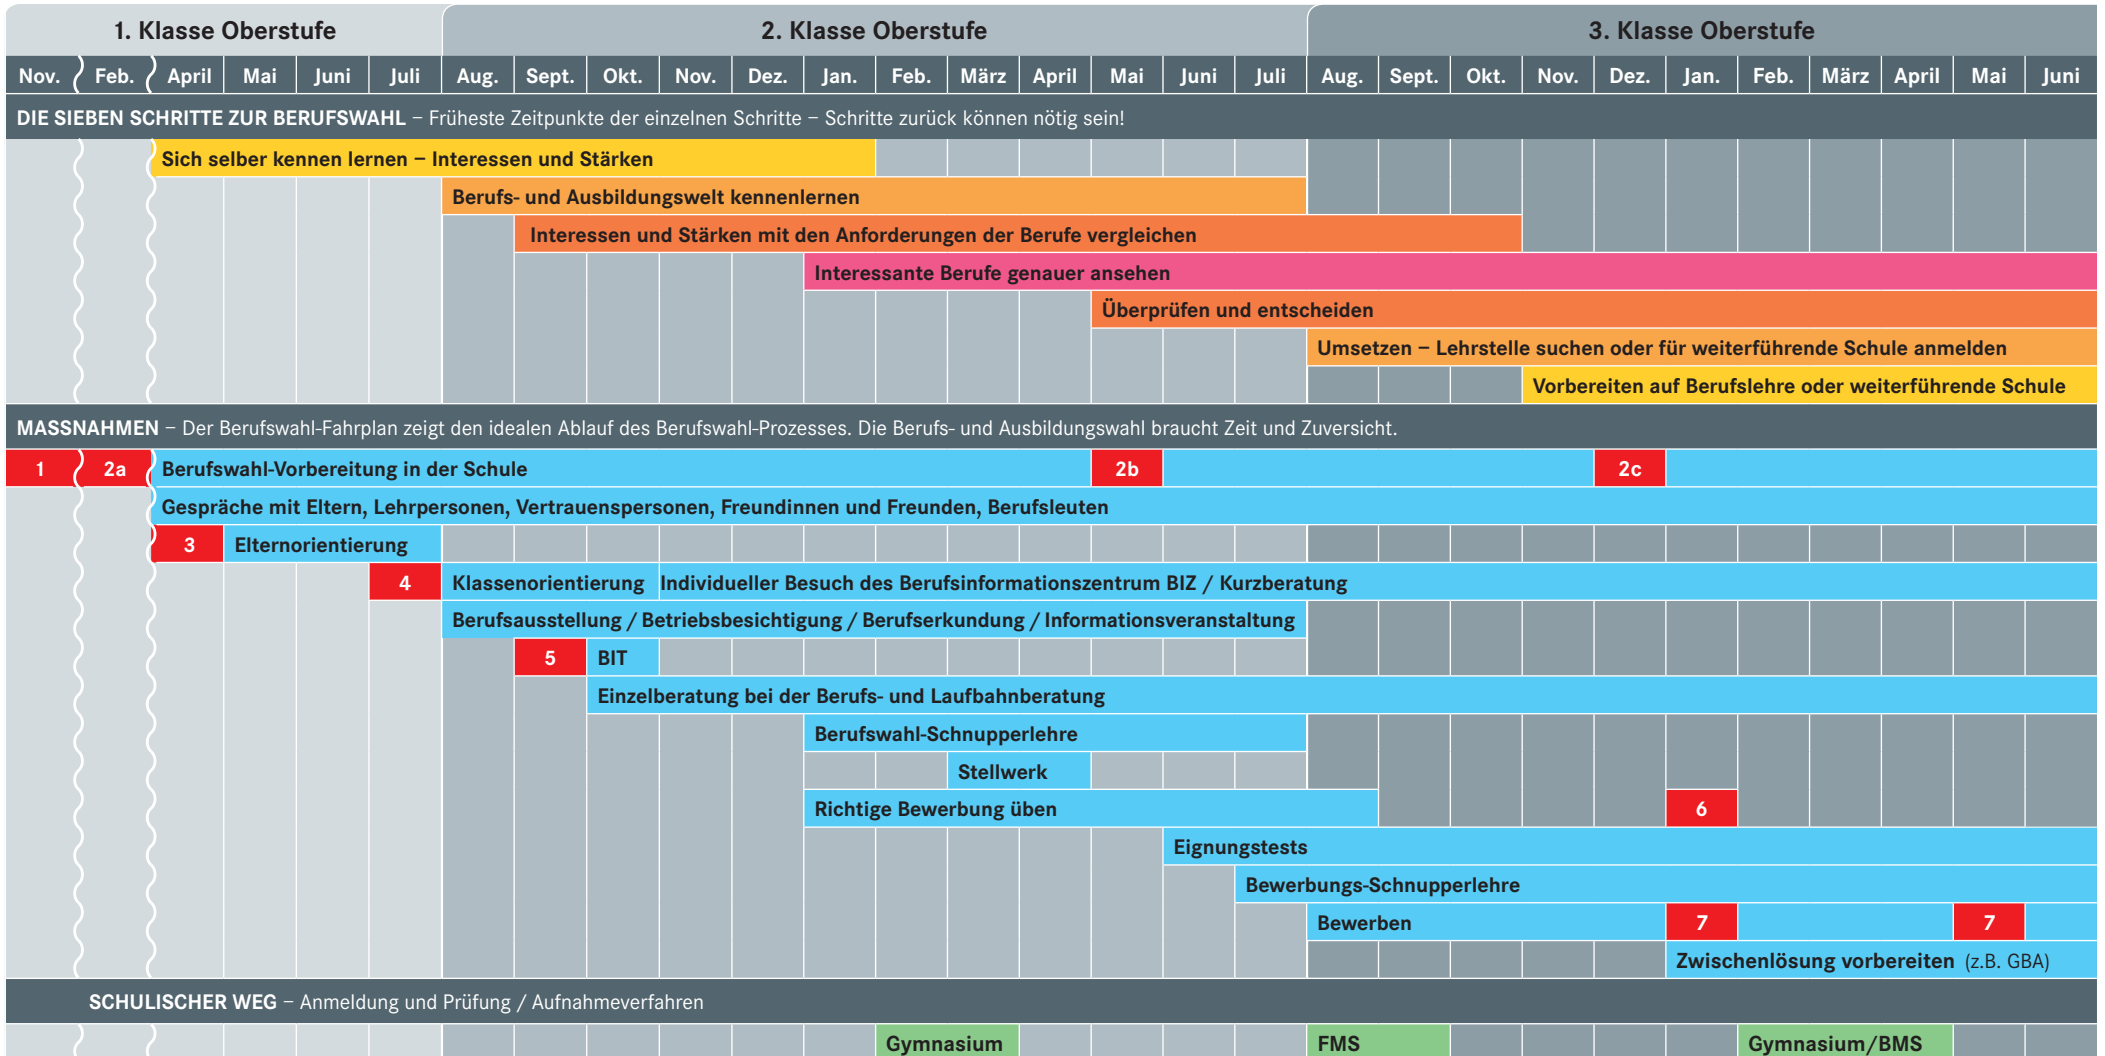 1. Klasse Oberstufe 2. Klasse Oberstufe 3. Klasse Oberstufe
Nov. Feb. April Mai Juni Juli Aug. Sept. Okt. Nov. Dez. Jan. Feb. März April Mai Juni Juli Aug. Sept. Okt. Nov. Dez. Jan. Feb. März April Mai Juni
DIE SIEBEN SCHRITTE ZUR BERUFSWAHL – Früheste Zeitpunkte der einzelnen Schritte – Schritte zurück können nötig sein!
Sich selber kennen lernen – Interessen und Stärken
Berufs- und Ausbildungswelt kennenlernen
Interessen und Stärken mit den Anforderungen der Berufe vergleichen
Interessante Berufe genauer ansehen
Überprüfen und entscheiden
Umsetzen – Lehrstelle suchen oder für weiterführende Schule anmelden
Vorbereiten auf Berufslehre oder weiterführende Schule
MASSNAHMEN – Der Berufswahl-Fahrplan zeigt den idealen Ablauf des Berufswahl-Prozesses. Die Berufs- und Ausbildungswahl braucht Zeit und Zuversicht.
1 2a Berufswahl-Vorbereitung in der Schule 2b 2c
Gespräche mit Eltern, Lehrpersonen, Vertrauenspersonen, Freundinnen und Freunden, Berufsleuten
3 Elternorientierung
4 Klassenorientierung Individueller Besuch des Berufsinformationszentrum BIZ / Kurzberatung
Berufsausstellung / Betriebsbesichtigung / Berufserkundung / Informationsveranstaltung
5 BIT
Einzelberatung bei der Berufs- und Laufbahnberatung
Berufswahl-Schnupperlehre
Stellwerk
Richtige Bewerbung üben 6
Eignungstests
Bewerbungs-Schnupperlehre
Bewerben 7 7
Zwischenlösung vorbereiten (z.B. GBA)
SCHULISCHER WEG – Anmeldung und Prüfung / Aufnahmeverfahren
Gymnasium FMS Gymnasium/BMS